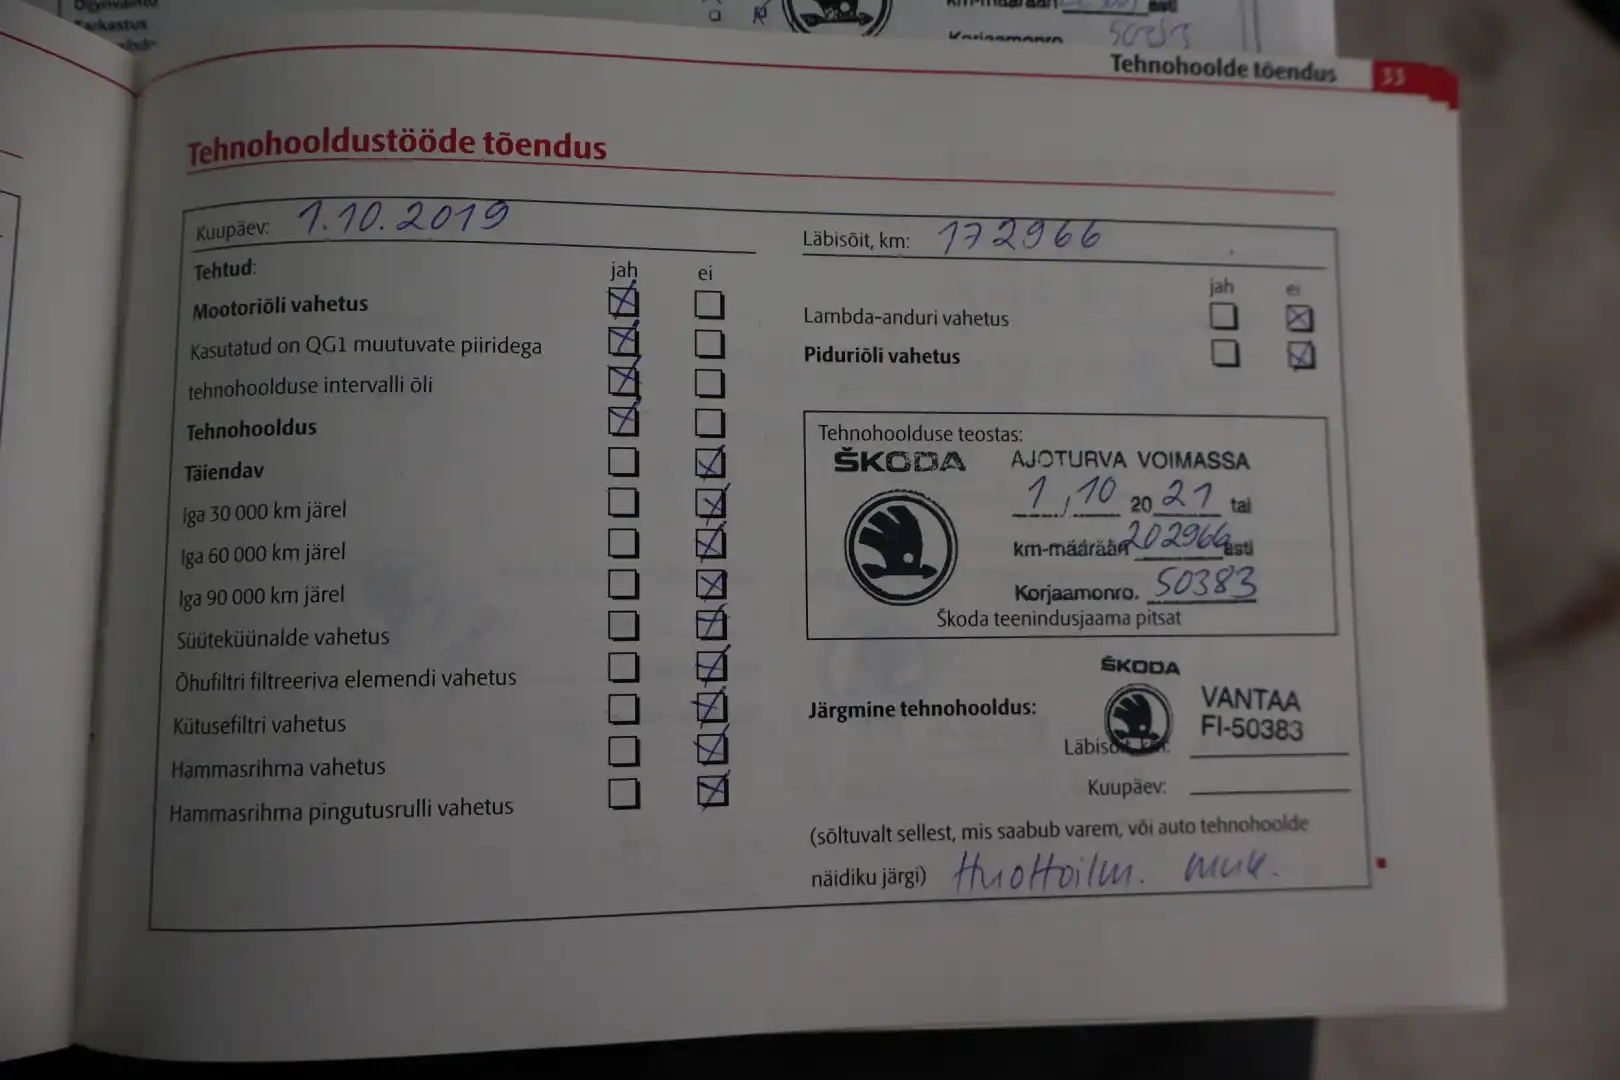 Tarkastus
km-määrään
Korjaamonro 50383
Tehnohoolde tõendus 33
Tehnohooldustööde tõendus
Kuupäev: 1.10.2019
Läbisõit, km: 172966
Tehtud: jah ei
Mootoriõli vahetus
Kasutatud on QG1 muutuvate piiridega
tehnohoolduse intervalli õli
Tehnohooldus
Täiendav
Iga 30 000 km järel
Iga 60 000 km järel
Iga 90 000 km järel
Süüteküünalde vahetus
Õhufiltri filtreeriva elemendi vahetus
Kütusefiltri vahetus
Hammasrihma vahetus
Hammasrihma pingutusrulli vahetus
jah ei
Lambda-anduri vahetus
Piduriõli vahetus
Tehnohoolduse teostas:
ŠKODA AJOTURVA VOIMASSA
1,10 2021 tai
km-määrään 202966 asti
Korjaamonro. 50383
Škoda teenindusjaama pitsat
ŠKODA
VANTAA
FI-50383
Järgmine tehnohooldus:
Läbisõit, km:
Kuupäev:
(sõltuvalt sellest, mis saabub varem, või auto tehnohoolde
näidiku järgi) Huoltoilm. muk.